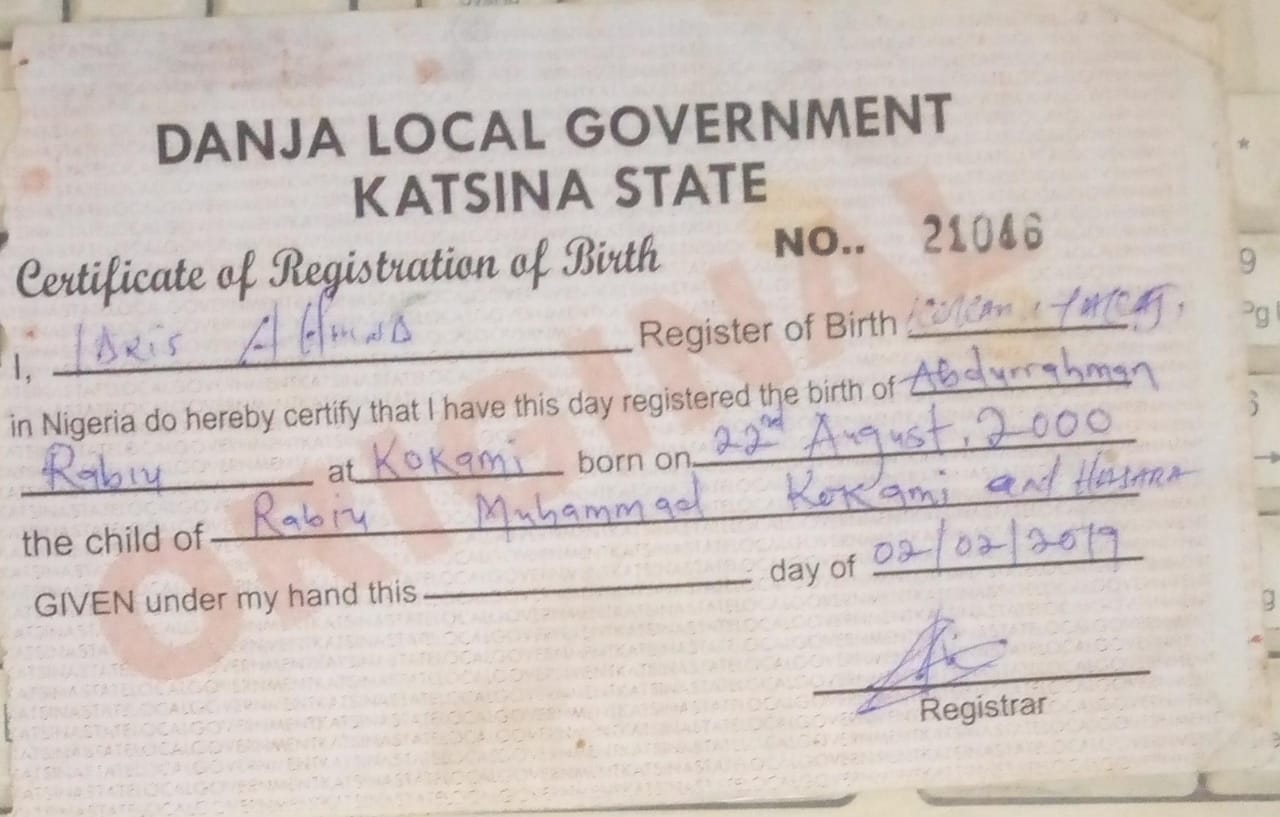 DANJA LOCAL GOVERNMENT
KATSINA STATE
Certificate of Registration of Birth NO.. 21046
I, Idris Ahmad Register of Birth
in Nigeria do hereby certify that I have this day registered the birth of Abdurrahman
Rabiu at Kokami born on 22nd August, 2000
the child of Rabiu Muhammad Kokami and HUSARA
GIVEN under my hand this day of 02/02/2019
Registrar
ORIGINAL